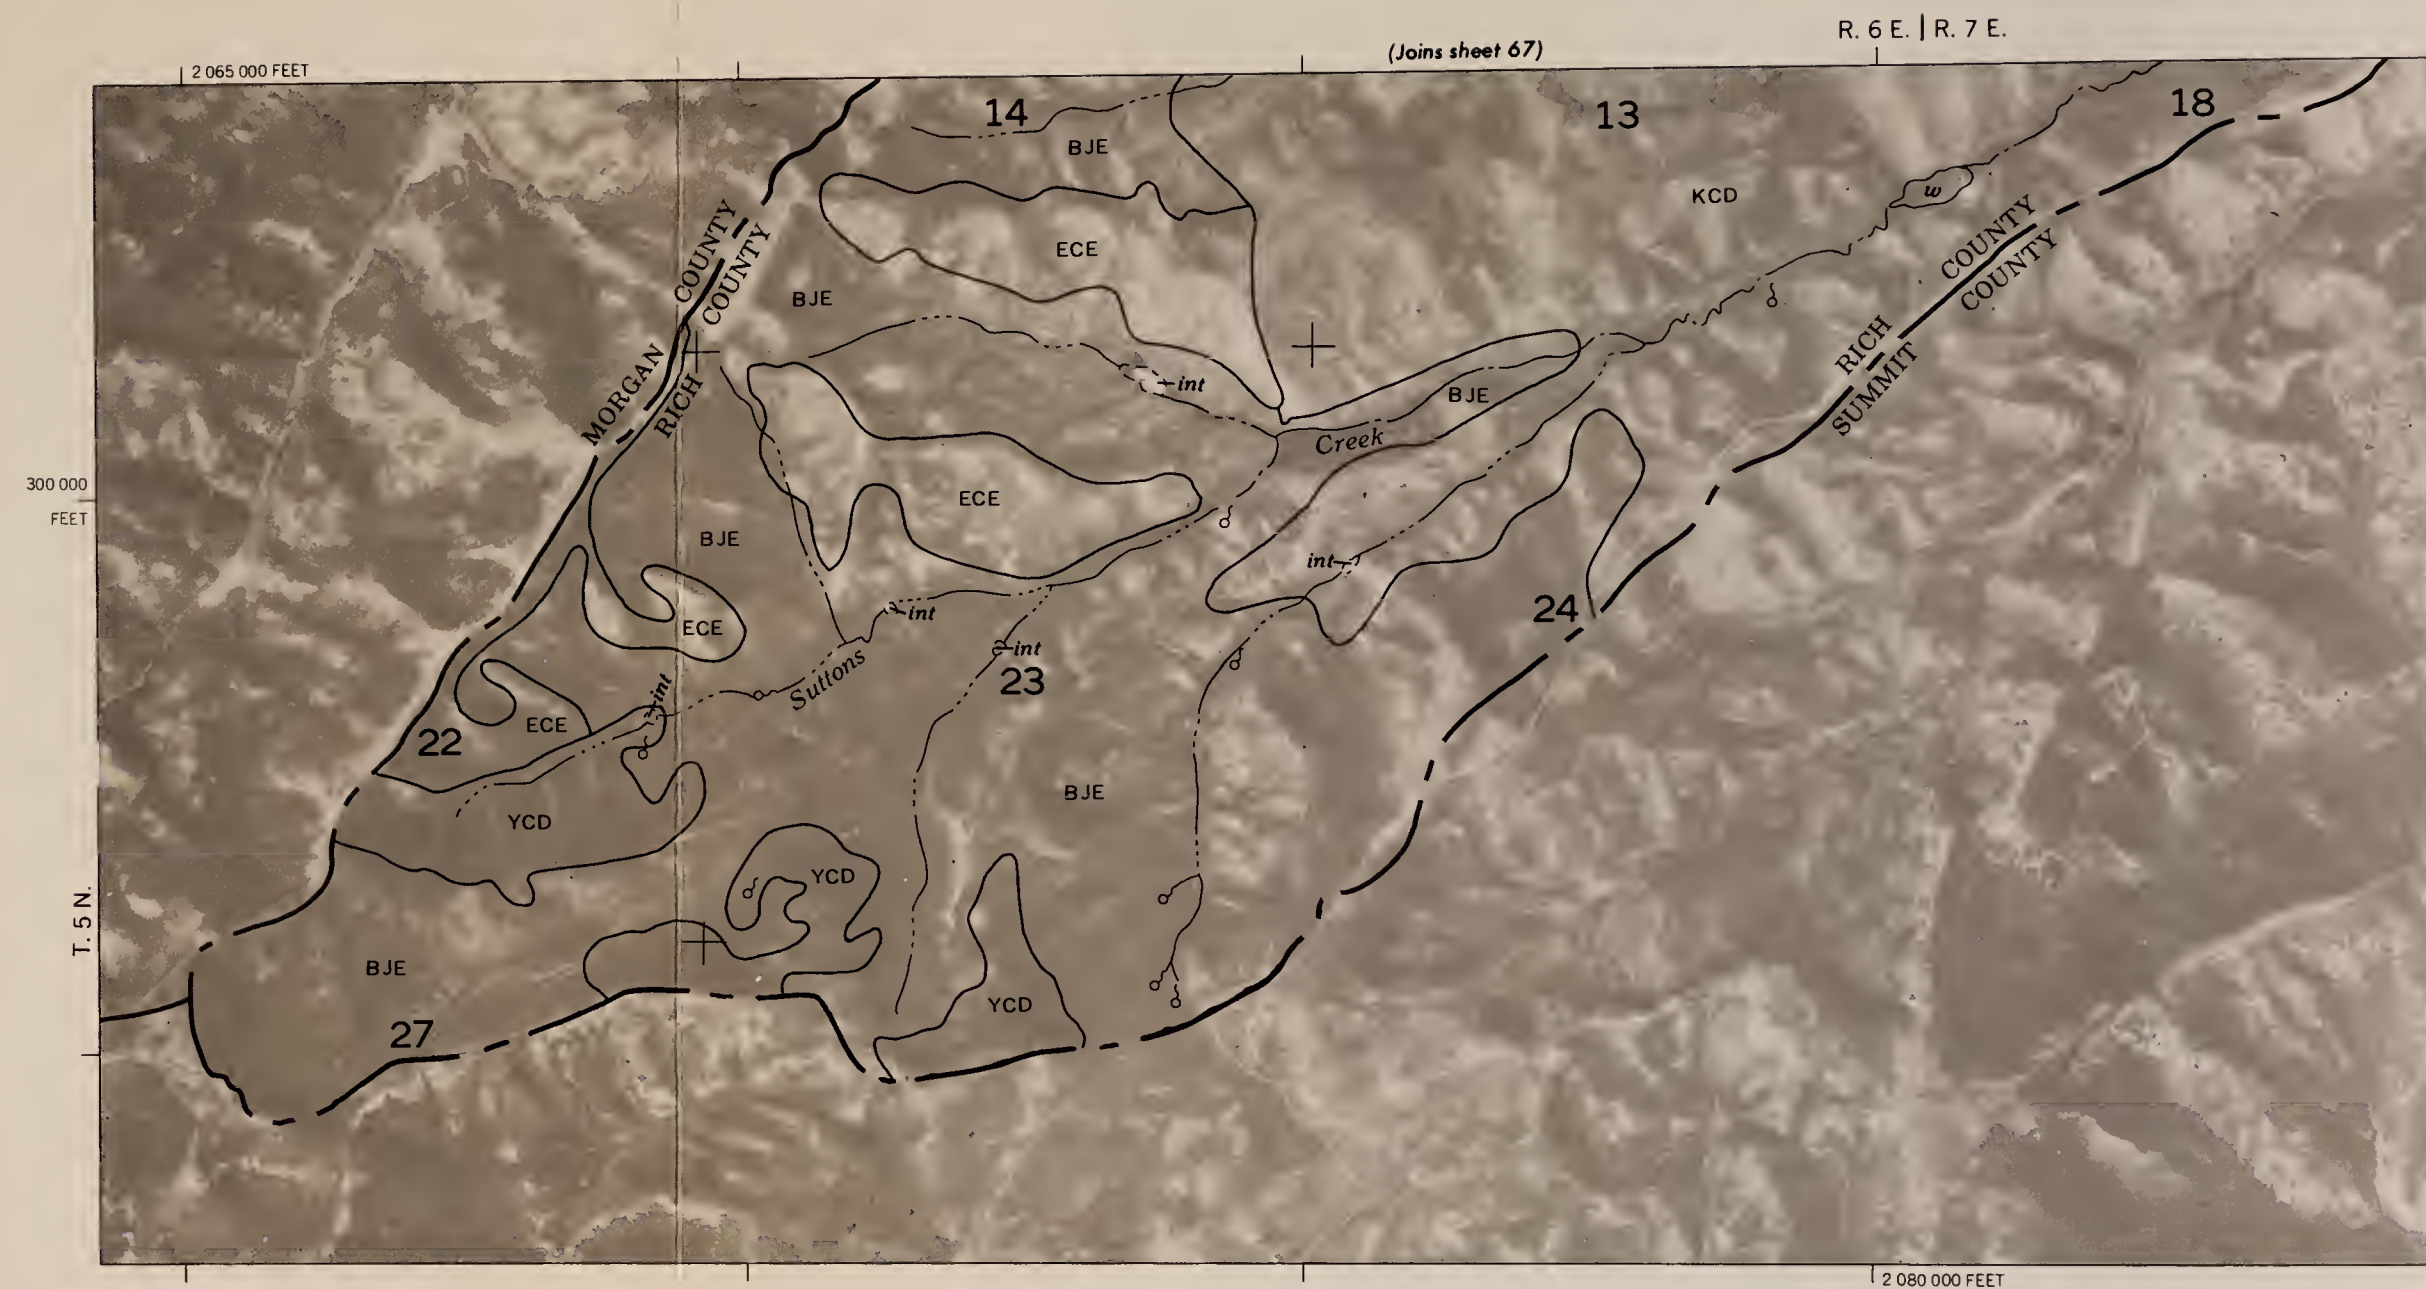 R. 6 E. | R. 7 E.
(Joins sheet 67)
2 065 000 FEET
14
13
18
BJE
KCD
w
ECE
MORGAN COUNTY
RICH COUNTY
RICH COUNTY
SUMMIT COUNTY
BJE
int
BJE
Creek
300 000
FEET
ECE
BJE
int
int
24
ECE
int
23
Suttons
int
ECE
22
BJE
YCD
YCD
T. 5 N.
BJE
YCD
27
2 080 000 FEET